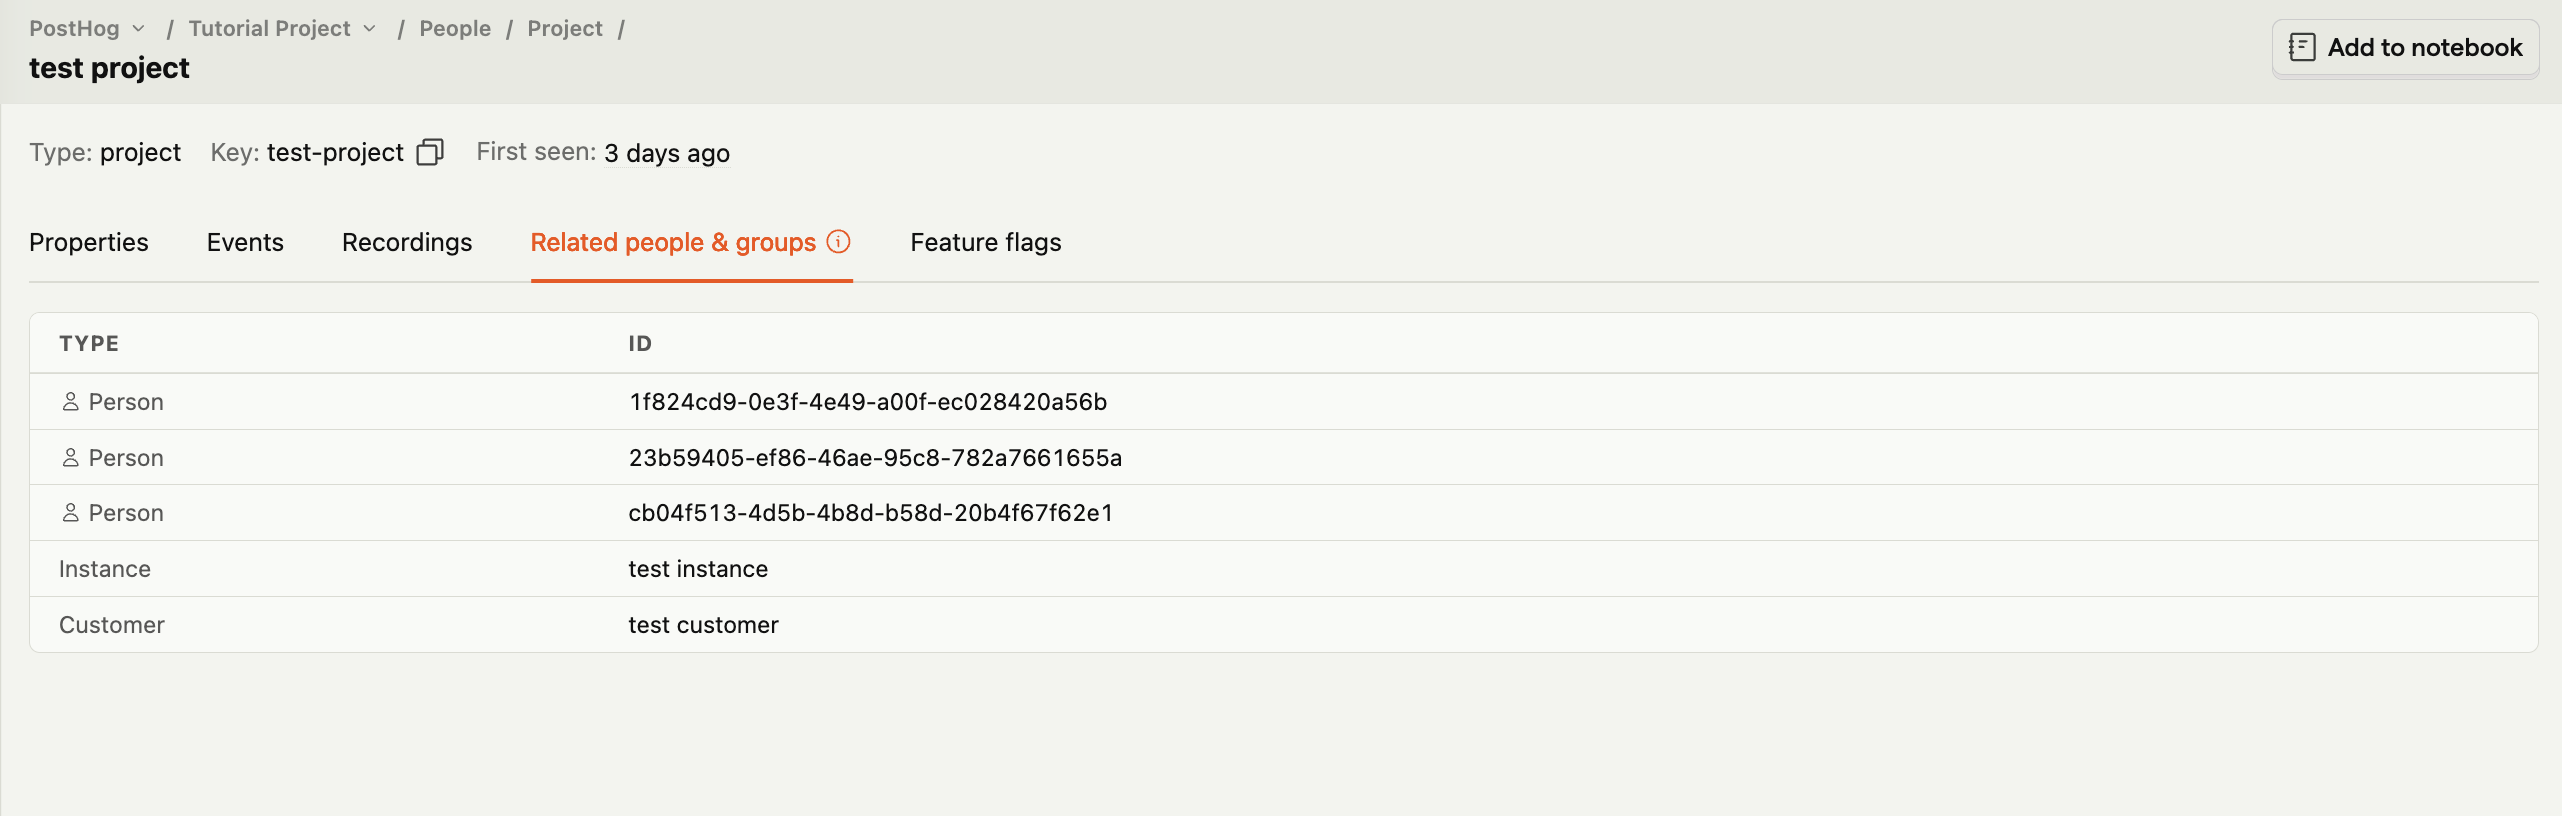 PostHog / Tutorial Project / People / Project /
test project
Add to notebook
Type: project Key: test-project First seen: 3 days ago
Properties Events Recordings Related people & groups Feature flags
TYPE ID
Person 1f824cd9-0e3f-4e49-a00f-ec028420a56b
Person 23b59405-ef86-46ae-95c8-782a7661655a
Person cb04f513-4d5b-4b8d-b58d-20b4f67f62e1
Instance test instance
Customer test customer